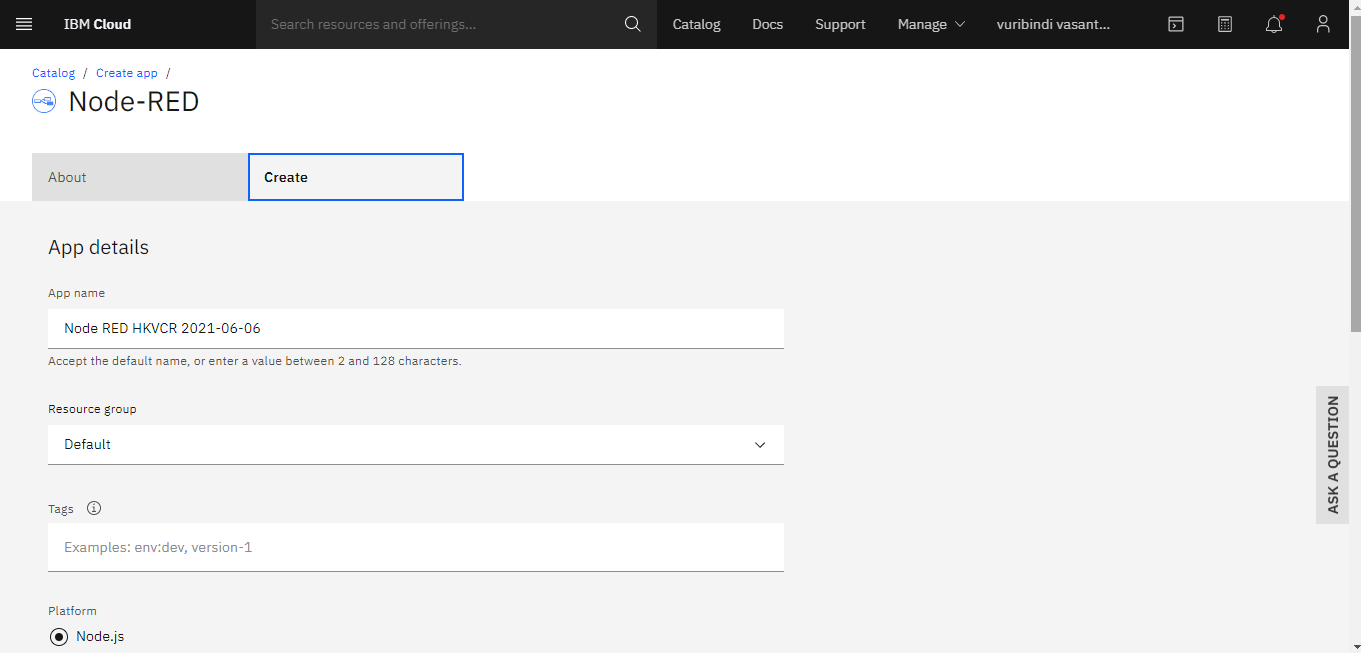 IBM Cloud
Search resources and offerings...
Catalog
Docs
Support
Manage
vuribindi vasant...
Catalog / Create app /
Node-RED
About
Create
App details
App name
Node RED HKVCR 2021-06-06
Accept the default name, or enter a value between 2 and 128 characters.
Resource group
Default
Tags
Examples: env:dev, version-1
Platform
Node.js
ASK A QUESTION